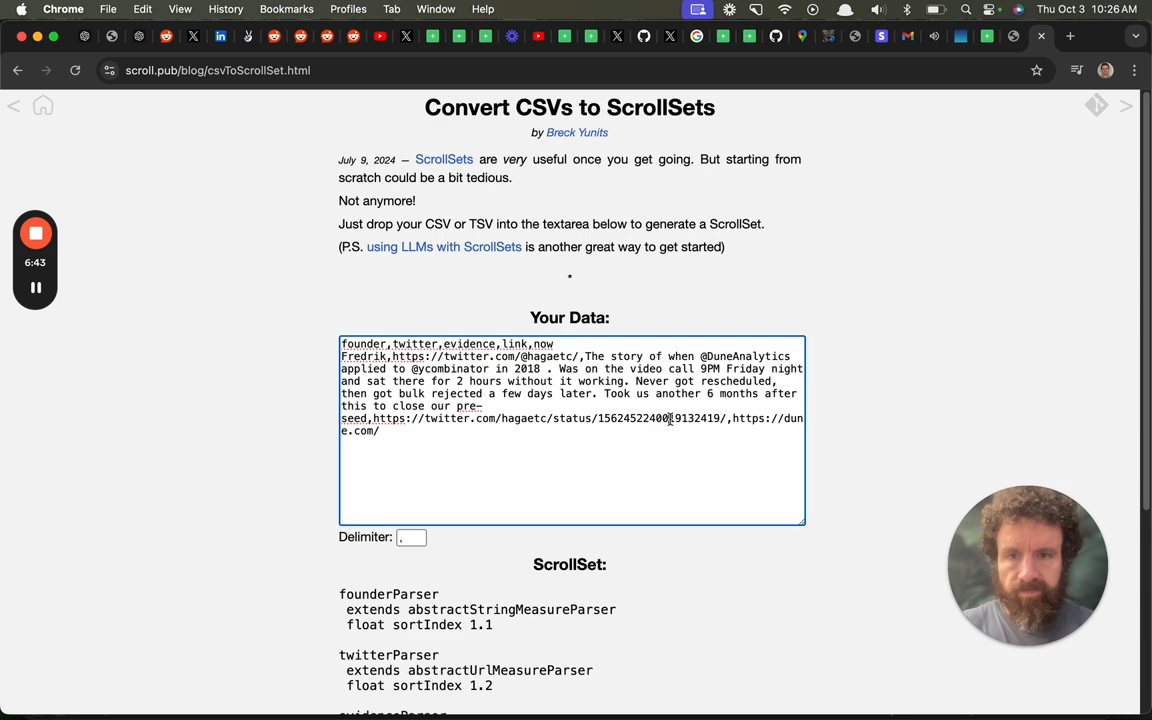 Chrome File Edit View History Bookmarks Profiles Tab Window Help Thu Oct 3 10:26 AM
scroll.pub/blog/csvToScrollSet.html
Convert CSVs to ScrollSets
by Breck Yunits
July 9, 2024 — ScrollSets are very useful once you get going. But starting from
scratch could be a bit tedious.
Not anymore!
Just drop your CSV or TSV into the textarea below to generate a ScrollSet.
(P.S. using LLMs with ScrollSets is another great way to get started)
*
6:43
Your Data:
founder,twitter,evidence,link,now
Fredrik,https://twitter.com/@hagaetc/,The story of when @DuneAnalytics
applied to @ycombinator in 2018 . Was on the video call 9PM Friday night
and sat there for 2 hours without it working. Never got rescheduled,
then got bulk rejected a few days later. Took us another 6 months after
this to close our pre-
seed,https://twitter.com/hagaetc/status/1562452240019132419/,https://dun
e.com/
Delimiter: ,
ScrollSet:
founderParser
extends abstractStringMeasureParser
float sortIndex 1.1
twitterParser
extends abstractUrlMeasureParser
float sortIndex 1.2